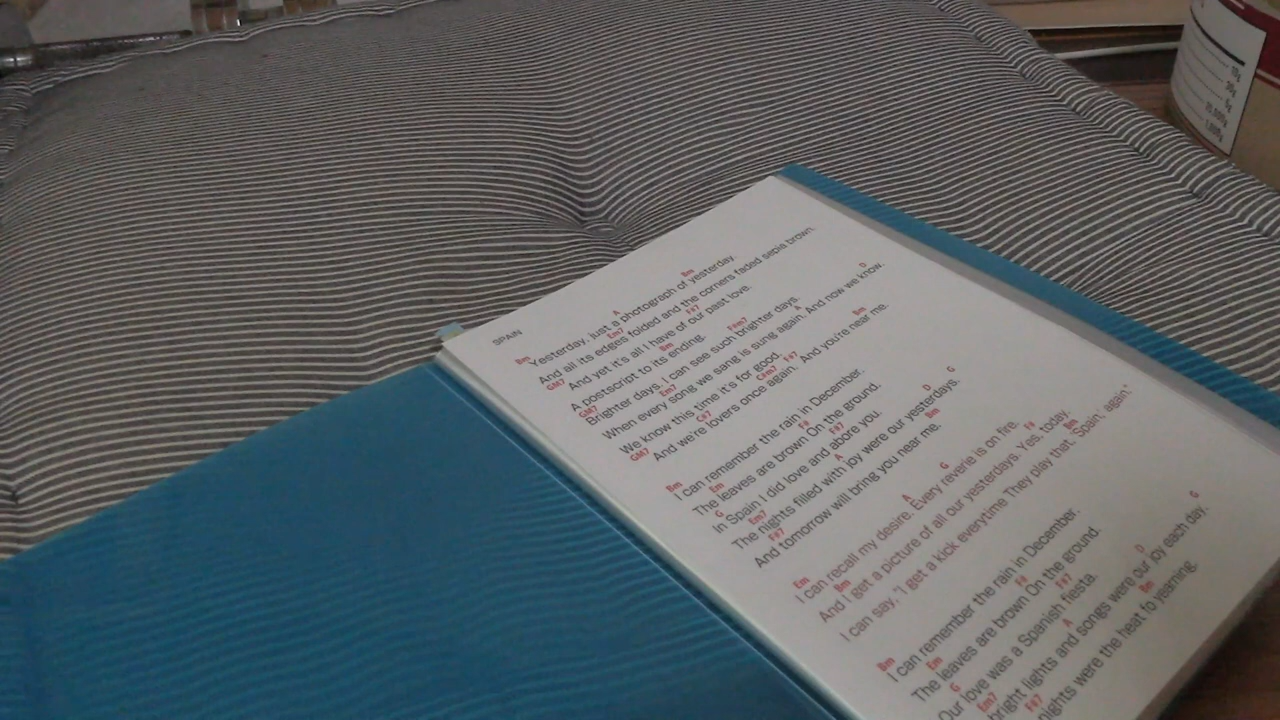 SPAIN
Bm A Bm
Yesterday, just a photograph of yesterday.
Em7 F#7
And all its edges folded and the corners faded sepia brown.
GM7 Bm
And yet it's all I have of our past love.
A postscript to its ending.
GM7 F#m7
Brighter days, I can see such brighter days.
Em7 A D
When every song we sang is sung again. And now we know.
C#7 C#m7 F#7 Bm
We know this time it's for good.
GM7
And we're lovers once again. And you're near me.
Bm
I can remember the rain in December.
Em F#
The leaves are brown On the ground.
G F#7 D G
In Spain I did love and abore you.
Em7 A
The nights filled with joy were our yesterdays.
F#7 Bm
And tomorrow will bring you near me.
Em A G
I can recall my desire. Every reverie is on fire.
Bm F#
And I get a picture of all our yesterdays. Yes, today.
Bm
I can say, "I get a kick everytime They play that. 'Spain, again."
Bm
I can remember the rain in December.
Em F#
The leaves are brown On the ground.
G F#7
Our love was a Spanish fiesta.
Em7 A D G
bright lights and songs were our joy each day.
F#7 Bm
nights were the heat fo yearning.
10g
5g
1,000g